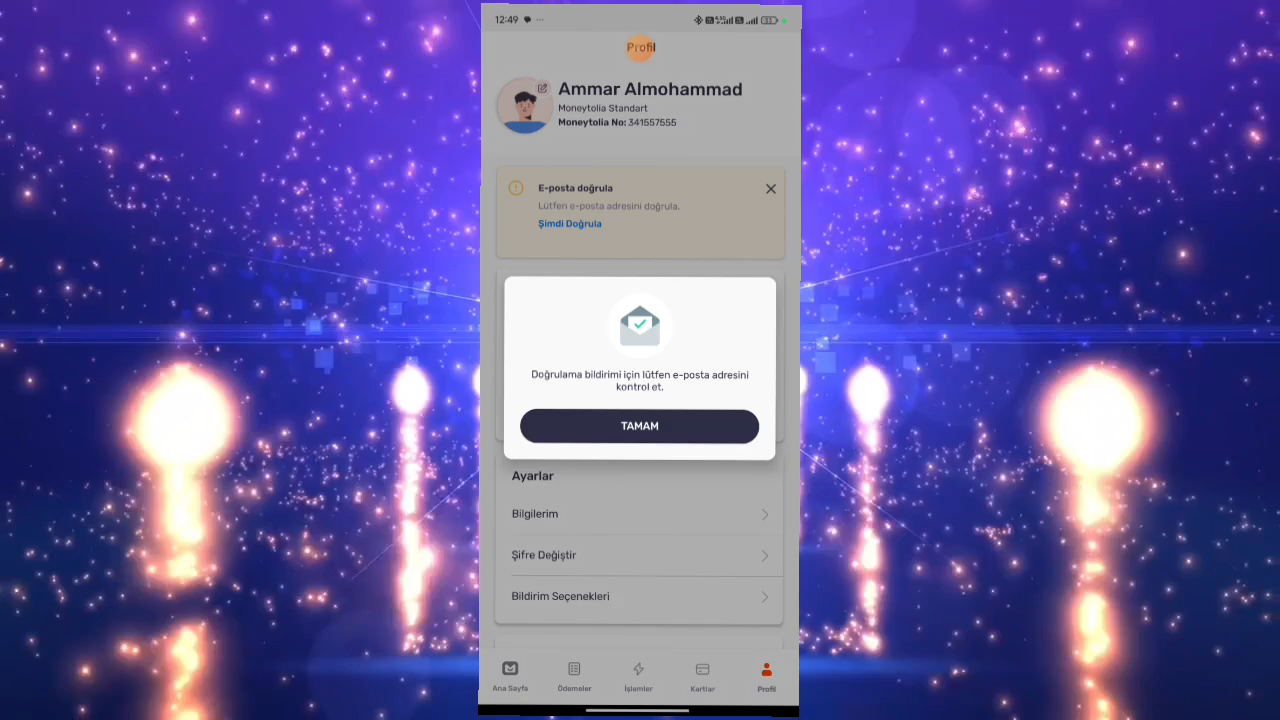 12:49
Profil
Ammar Almohammad
Moneytolia Standart
Moneytolia No: 341557555
E-posta doğrula
Lütfen e-posta adresini doğrula.
Şimdi Doğrula
Doğrulama bildirimi için lütfen e-posta adresini
kontrol et.
TAMAM
Ayarlar
Bilgilerim
Şifre Değiştir
Bildirim Seçenekleri
Ana Sayfa Ödemeler İşlemler Kartlar Profil